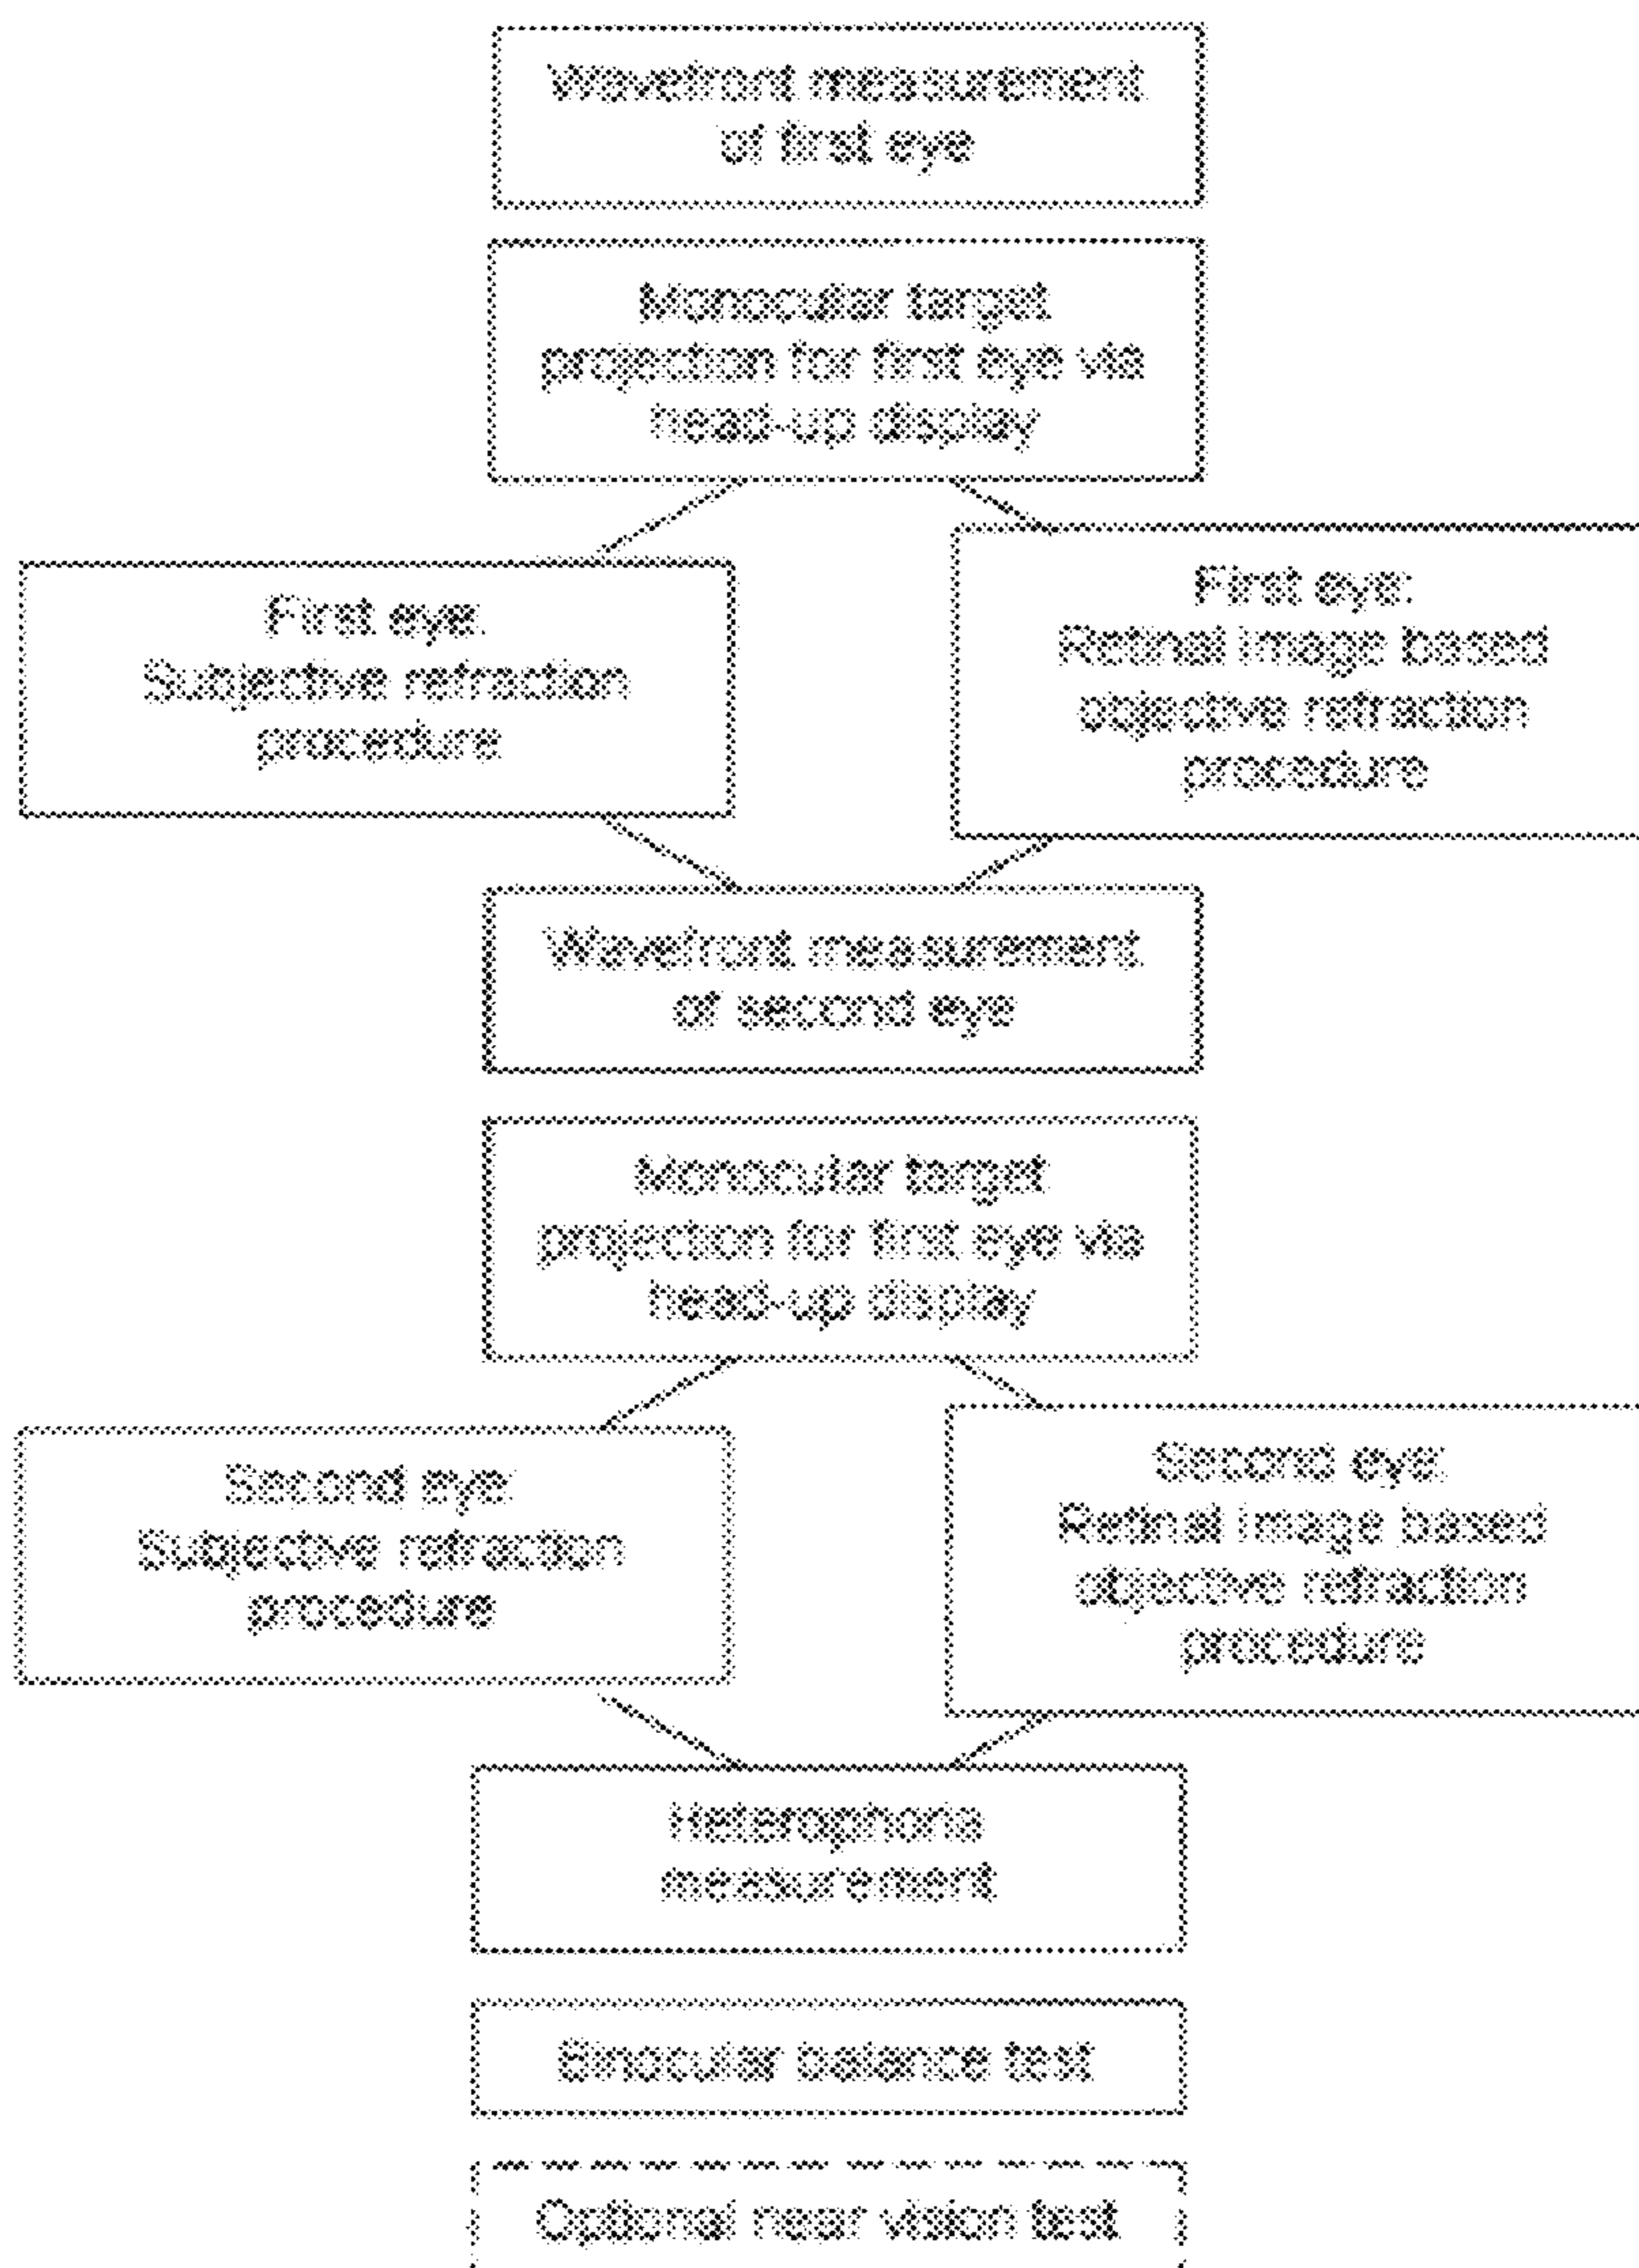 Wavefront measurement
of first eye
Monocular target
projection for first eye via
head-up display
First eye:
Subjective refraction
procedure
First eye:
Retinal image based
objective refraction
procedure
Wavefront measurement
of second eye
Monocular target
projection for first eye via
head-up display
Second eye:
Subjective refraction
procedure
Second eye:
Retinal image based
objective refraction
procedure
Heterophoria
measurement
Binocular balance test
Optional near vision test